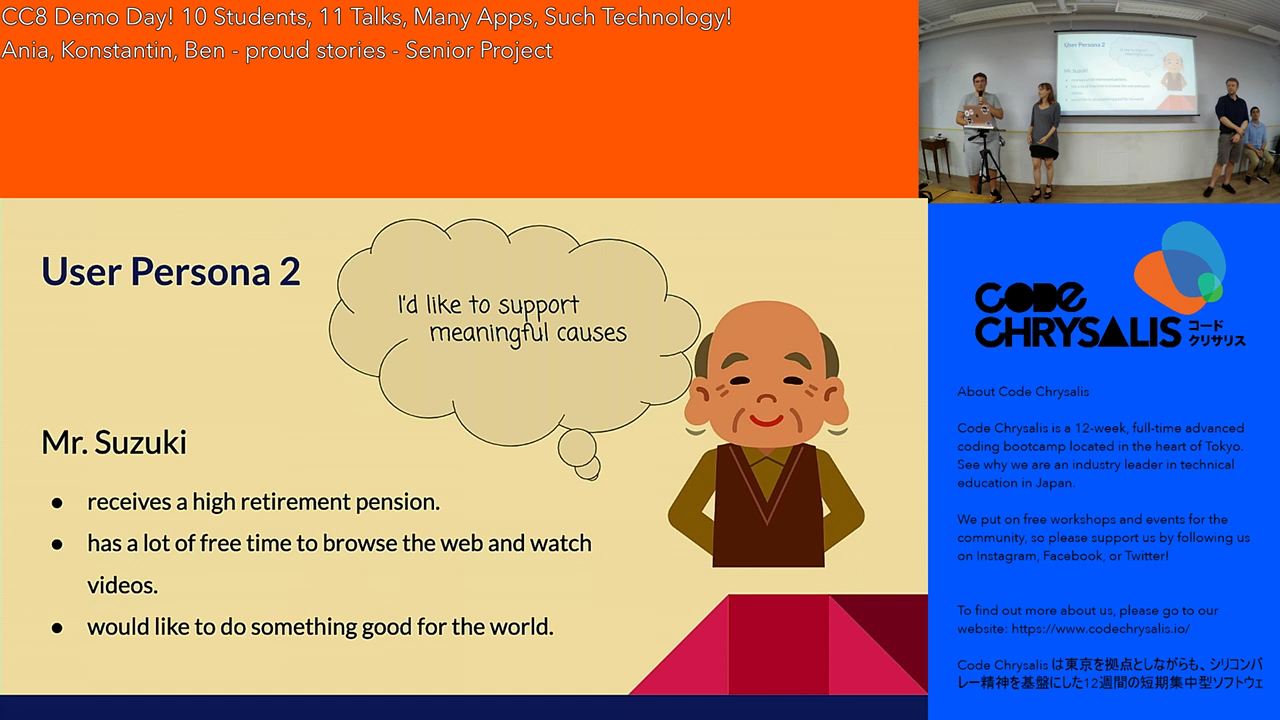 CC8 Demo Day! 10 Students, 11 Talks, Many Apps, Such Technology!
Ania, Konstantin, Ben - proud stories - Senior Project
User Persona 2
Mr. Suzuki
User Persona 2
I'd like to support
meaningful causes
Mr. Suzuki
● receives a high retirement pension.
● has a lot of free time to browse the web and watch
videos.
● would like to do something good for the world.
CODE
CHRYSALIS
コード
クリサリス
About Code Chrysalis
Code Chrysalis is a 12-week, full-time advanced
coding bootcamp located in the heart of Tokyo.
See why we are an industry leader in technical
education in Japan.
We put on free workshops and events for the
community, so please support us by following us
on Instagram, Facebook, or Twitter!
To find out more about us, please go to our
website: https://www.codechrysalis.io/
Code Chrysalis は東京を拠点としながらも、シリコンバ
レー精神を基盤にした12週間の短期集中型ソフトウェ